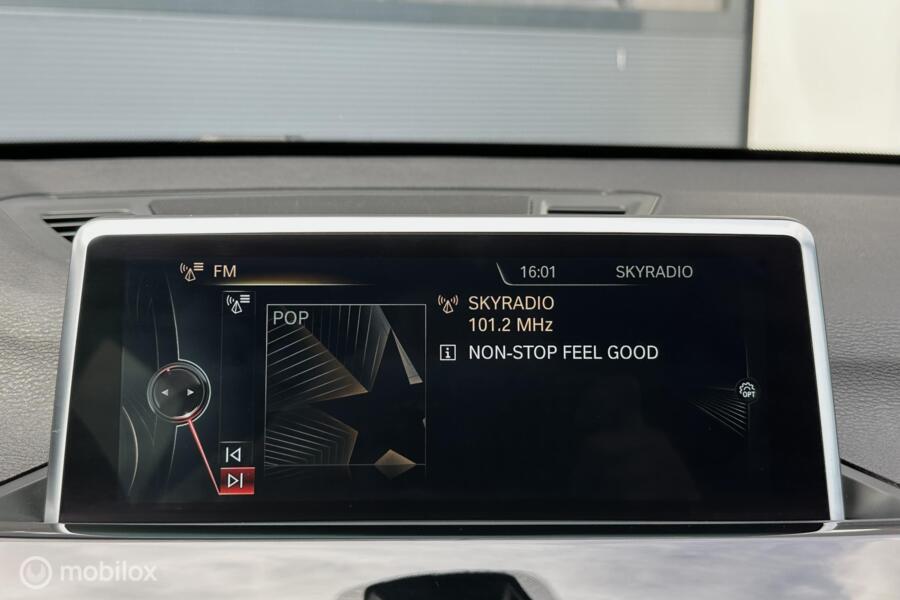 FM
16:01
SKYRADIO
POP
SKYRADIO
101.2 MHz
NON-STOP FEEL GOOD
OPT
mobilox